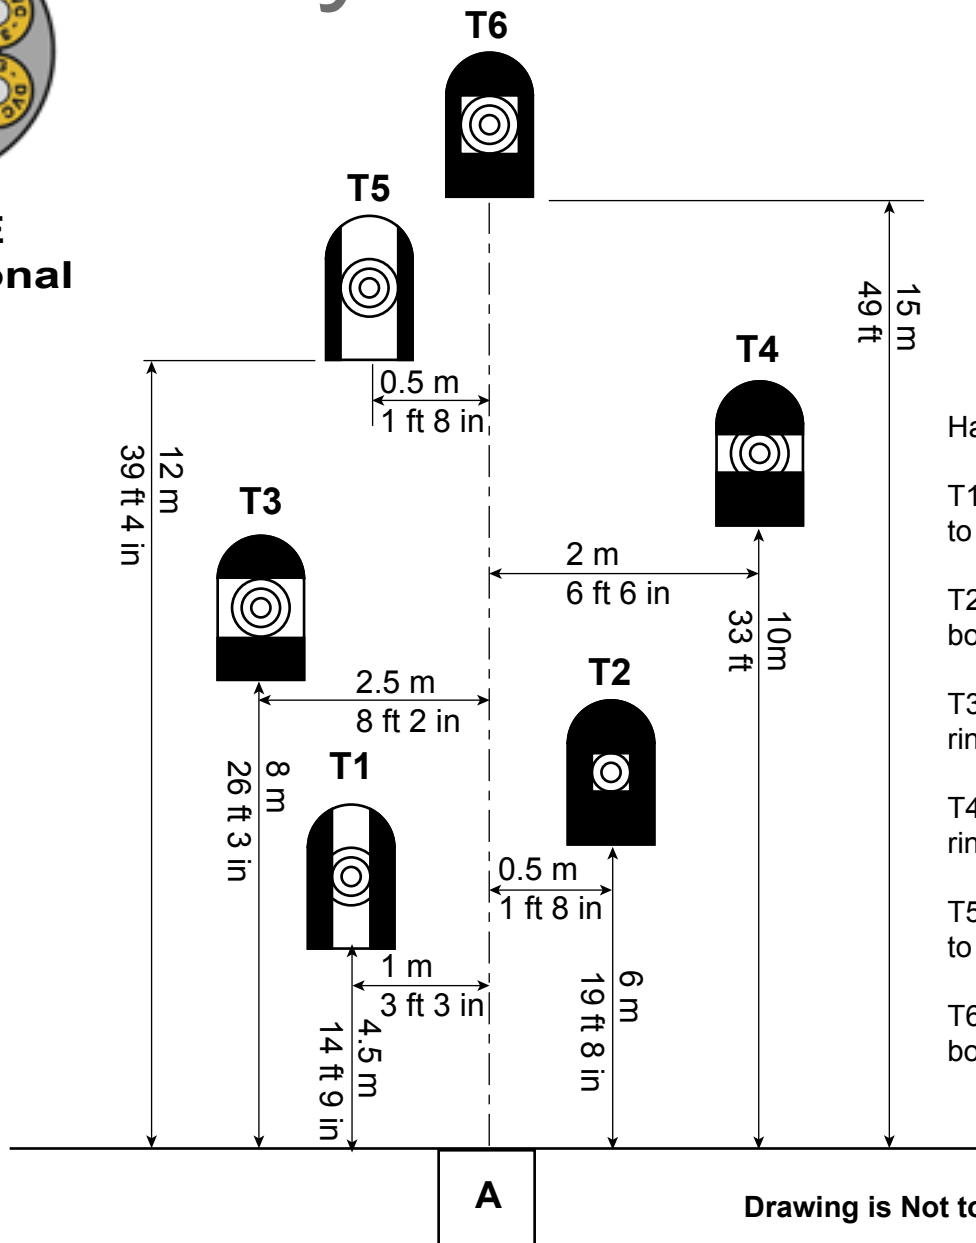 T6
T5
onal
15 m
49 ft
T4
0.5 m
1 ft 8 in
12 m
39 ft 4 in
T3
2 m
6 ft 6 in
10m
33 ft
T2
2.5 m
8 ft 2 in
T1
8 m
26 ft 3 in
0.5 m
1 ft 8 in
1 m
3 ft 3 in
6 m
19 ft 8 in
4.5 m
14 ft 9 in
A
Ha
T1
to
T2
bo
T3
rin
T4
rin
T5
to
T6
bo
Drawing is Not to